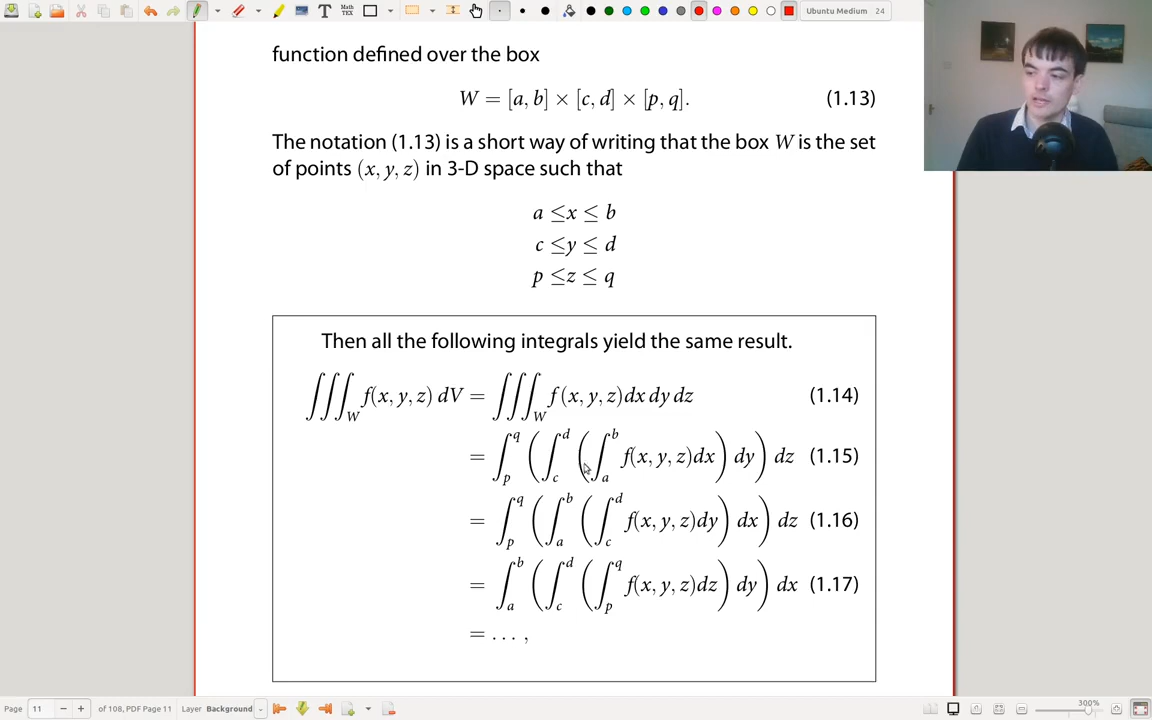 Math
TEX
T
Ubuntu Medium 24
function defined over the box
W = [a, b] × [c, d] × [p, q]. (1.13)
The notation (1.13) is a short way of writing that the box W is the set
of points (x, y, z) in 3-D space such that
a ≤x ≤ b
c ≤y ≤ d
p ≤z ≤ q
Then all the following integrals yield the same result.
∭_W f(x, y, z) dV = ∭_W f(x, y, z)dx dy dz (1.14)
= ∫_p^q (∫_c^d (∫_a^b f(x, y, z)dx) dy) dz (1.15)
= ∫_p^q (∫_a^b (∫_c^d f(x, y, z)dy) dx) dz (1.16)
= ∫_a^b (∫_c^d (∫_p^q f(x, y, z)dz) dy) dx (1.17)
= . . . ,
Page 11 − + of 108, PDF Page 11 Layer Background 300%